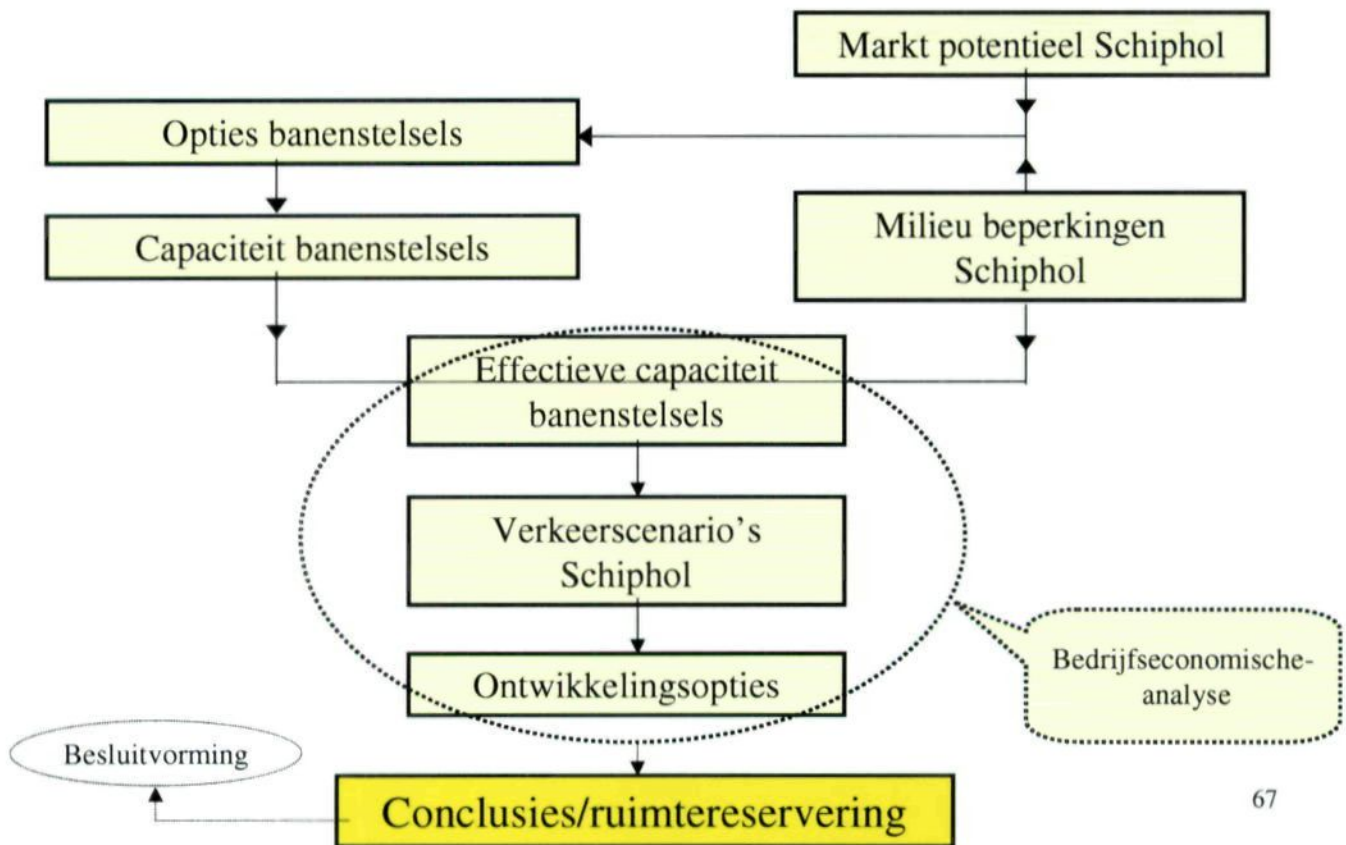 Markt potentieel Schiphol
Opties banenstelsels
Capaciteit banenstelsels
Milieu beperkingen
Schiphol
Effectieve capaciteit
banenstelsels
Verkeerscenario's
Schiphol
Ontwikkelingsopties
Bedrijfseconomische-
analyse
Besluitvorming
Conclusies/ruimtereservering
67